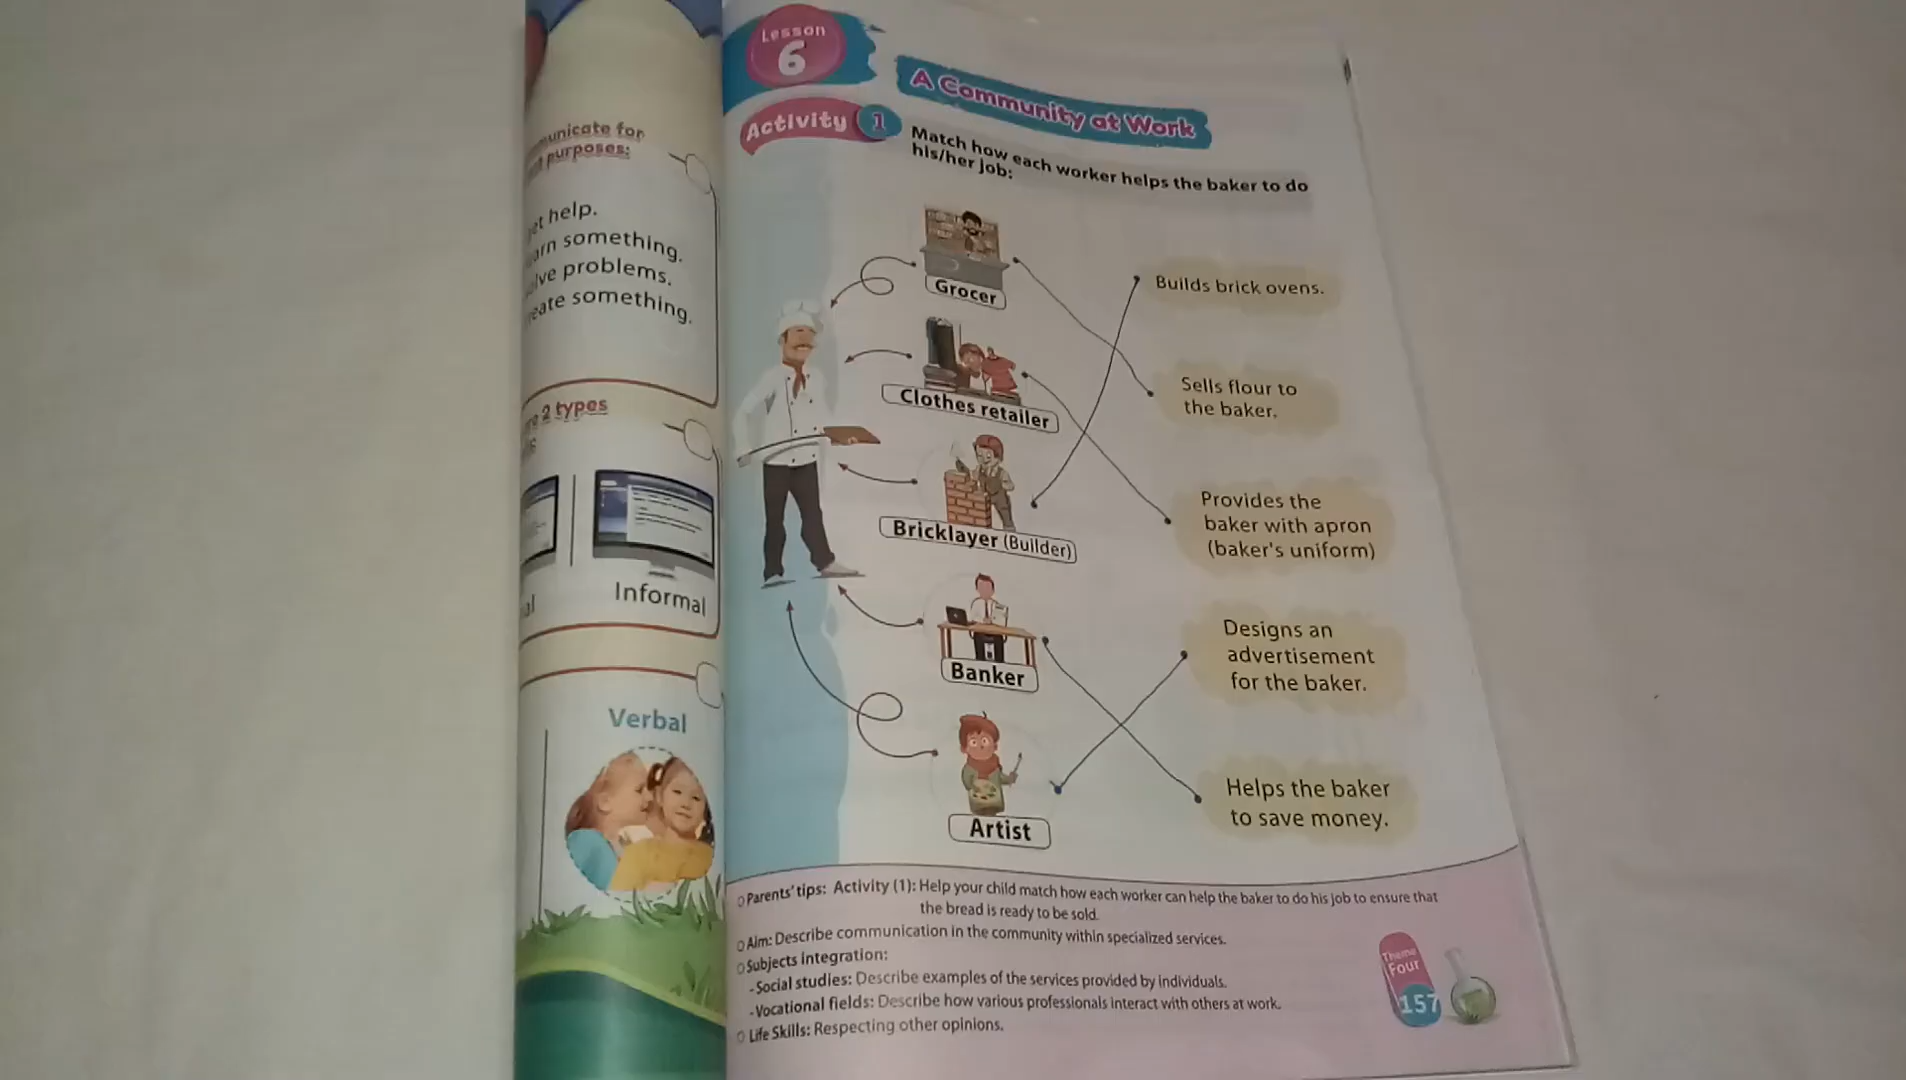 for
purposes:
help.
something.
problems.
something.
2 types
Informal
Verbal
Lesson
6
A Community at Work
Activity 1
Match how each worker helps the baker to do
his/her job:
Grocer
Clothes retailer
Bricklayer (Builder)
Banker
Artist
Builds brick ovens.
Sells flour to
the baker.
Provides the
baker with apron
(baker's uniform)
Designs an
advertisement
for the baker.
Helps the baker
to save money.
Parents' tips: Activity (1): Help your child match how each worker can help the baker to do his job to ensure that
the bread is ready to be sold.
Aim: Describe communication in the community within specialized services.
Subjects integration:
-Social studies: Describe examples of the services provided by individuals.
-Vocational fields: Describe how various professionals interact with others at work.
Life Skills: Respecting other opinions.
Theme
Four
157